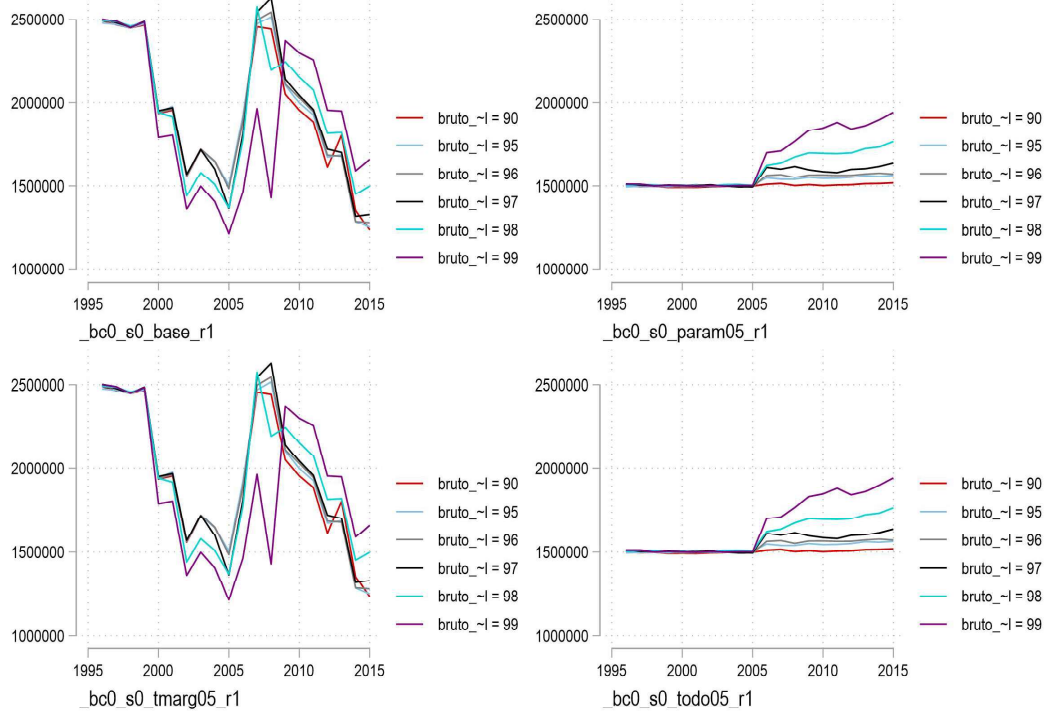 2500000
2000000
1500000
1000000
1995 2000 2005 2010 2015
bruto_~l = 90
bruto_~l = 95
bruto_~l = 96
bruto_~l = 97
bruto_~l = 98
bruto_~l = 99
_bc0_s0_base_r1
2500000
2000000
1500000
1000000
1995 2000 2005 2010 2015
bruto_~l = 90
bruto_~l = 95
bruto_~l = 96
bruto_~l = 97
bruto_~l = 98
bruto_~l = 99
_bc0_s0_param05_r1
2500000
2000000
1500000
1000000
1995 2000 2005 2010 2015
bruto_~l = 90
bruto_~l = 95
bruto_~l = 96
bruto_~l = 97
bruto_~l = 98
bruto_~l = 99
_bc0_s0_tmarg05_r1
2500000
2000000
1500000
1000000
1995 2000 2005 2010 2015
bruto_~l = 90
bruto_~l = 95
bruto_~l = 96
bruto_~l = 97
bruto_~l = 98
bruto_~l = 99
_bc0_s0_todo05_r1